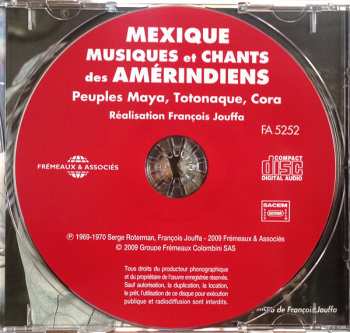 MEXIQUE
MUSIQUES et CHANTS
des AMÉRINDIENS
Peuples Maya, Totonaque, Cora
Réalisation François Jouffa
FA 5252
FRÉMEAUX & ASSOCIÉS
COMPACT
disc
DIGITAL AUDIO
SACEM
℗ 1969-1970 Serge Roterman, François Jouffa - 2009 Frémeaux & Associés
© 2009 Groupe Frémeaux Colombini SAS
Tous droits du producteur phonographique
et du propriétaire de l'œuvre enregistrée réservés.
Sauf autorisation, la duplication, la location,
le prêt, l'utilisation de ce disque pour exécution
publique et radiodiffusion sont interdits.
de François Jouffa